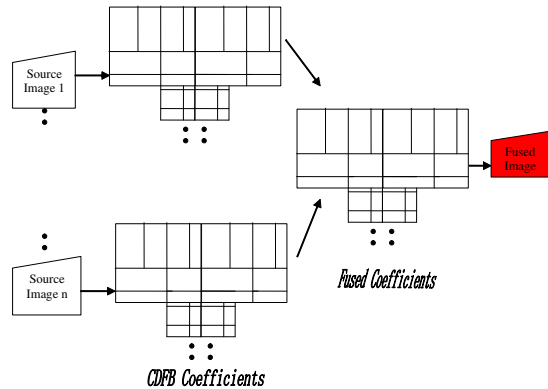 Source
Image 1
Fused
Image
Source
Image n
Fused Coefficients
CDFB Coefficients